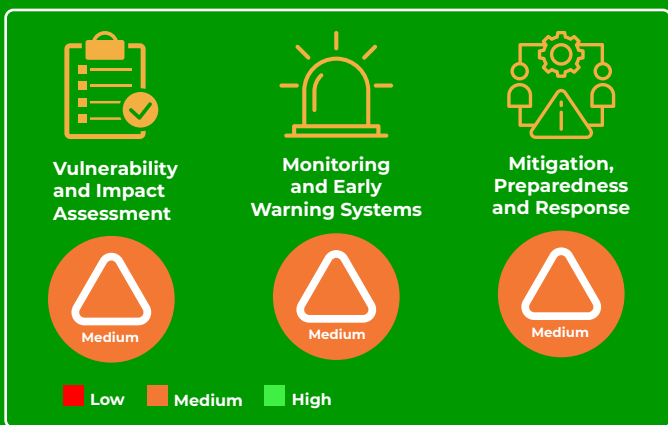 Vulnerability
and Impact
Assessment
Monitoring
and Early
Warning Systems
Mitigation,
Preparedness
and Response
Medium
Medium
Medium
Low
Medium
High